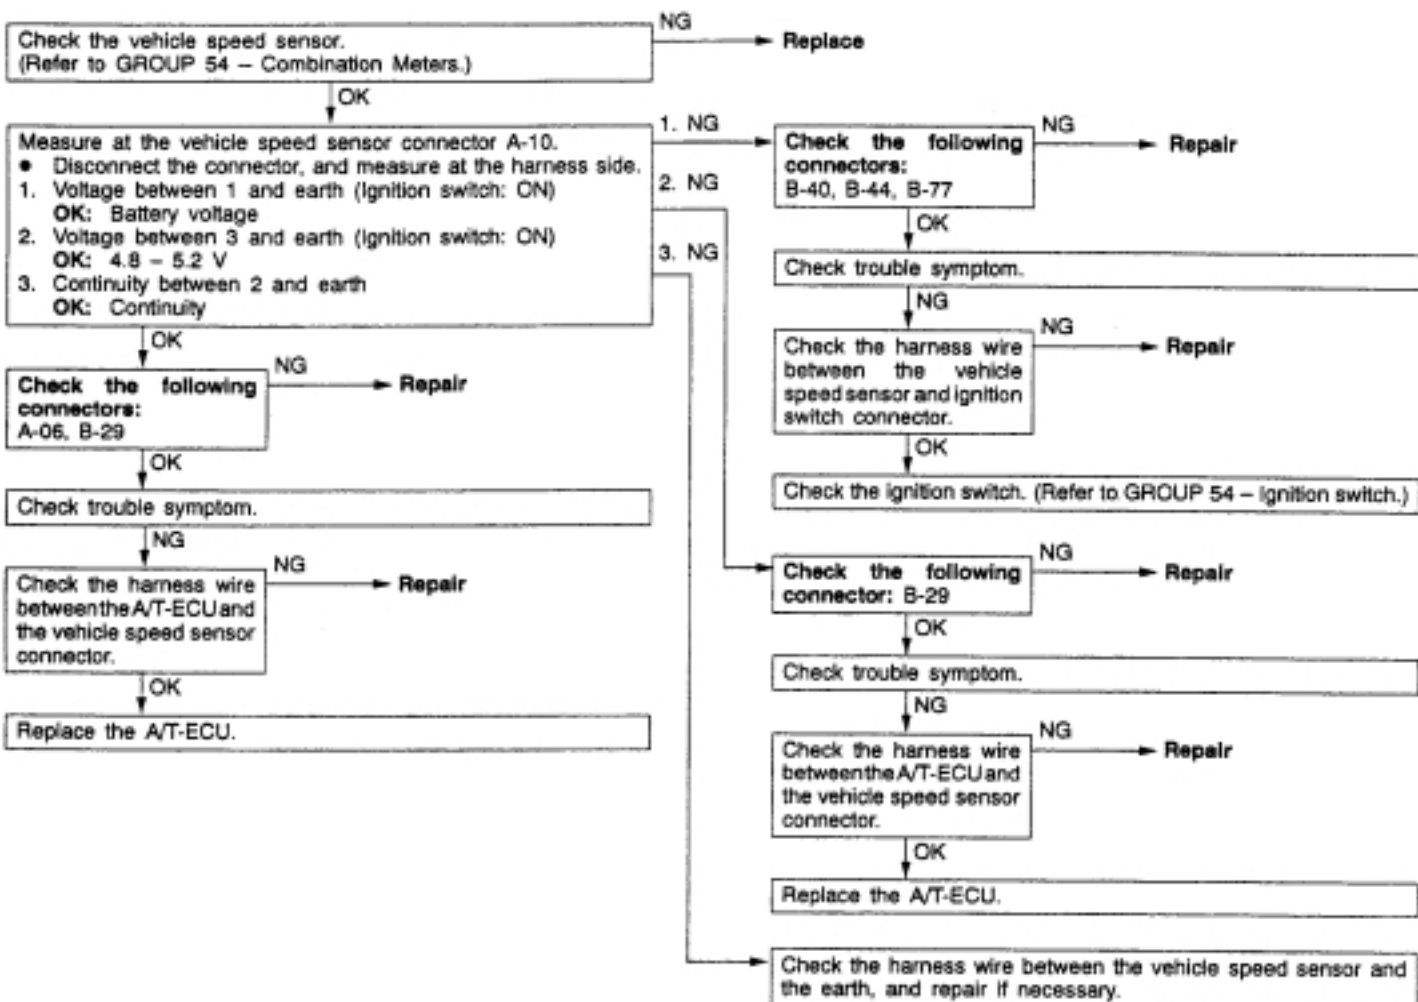 Check the vehicle speed sensor.
(Refer to GROUP 54 – Combination Meters.)
NG
Replace
OK
Measure at the vehicle speed sensor connector A-10.
● Disconnect the connector, and measure at the harness side.
1. Voltage between 1 and earth (Ignition switch: ON)
OK: Battery voltage
2. Voltage between 3 and earth (Ignition switch: ON)
OK: 4.8 – 5.2 V
3. Continuity between 2 and earth
OK: Continuity
1. NG
2. NG
3. NG
OK
Check the following
connectors:
A-06, B-29
NG
Repair
OK
Check trouble symptom.
NG
Check the harness wire
between the A/T-ECU and
the vehicle speed sensor
connector.
NG
Repair
OK
Replace the A/T-ECU.
Check the following
connectors:
B-40, B-44, B-77
NG
Repair
OK
Check trouble symptom.
NG
Check the harness wire
between the vehicle
speed sensor and ignition
switch connector.
NG
Repair
OK
Check the ignition switch. (Refer to GROUP 54 – Ignition switch.)
Check the following
connector: B-29
NG
Repair
OK
Check trouble symptom.
NG
Check the harness wire
between the A/T-ECU and
the vehicle speed sensor
connector.
NG
Repair
OK
Replace the A/T-ECU.
Check the harness wire between the vehicle speed sensor and
the earth, and repair if necessary.